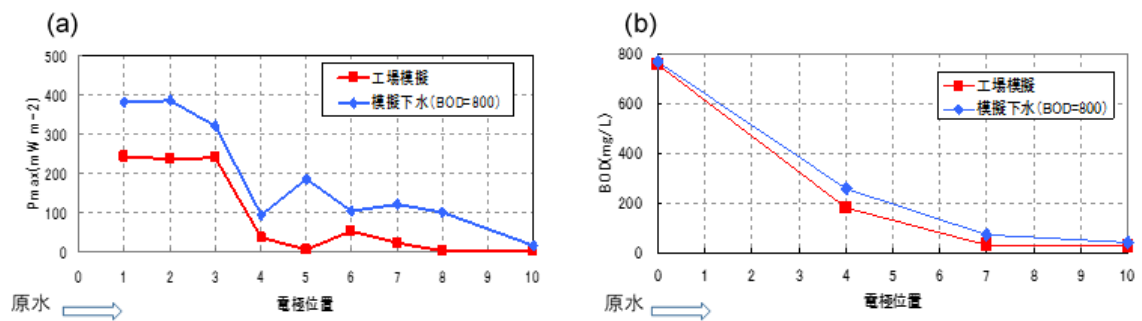 (a)
Pmax(mW m-2)
500
400
300
200
100
0
工場模擬
模擬下水(BOD=800)
0 1 2 3 4 5 6 7 8 9 10
電極位置
原水
(b)
BOD(mg/L)
800
600
400
200
0
工場模擬
模擬下水(BOD=800)
0 1 2 3 4 5 6 7 8 9 10
電極位置
原水